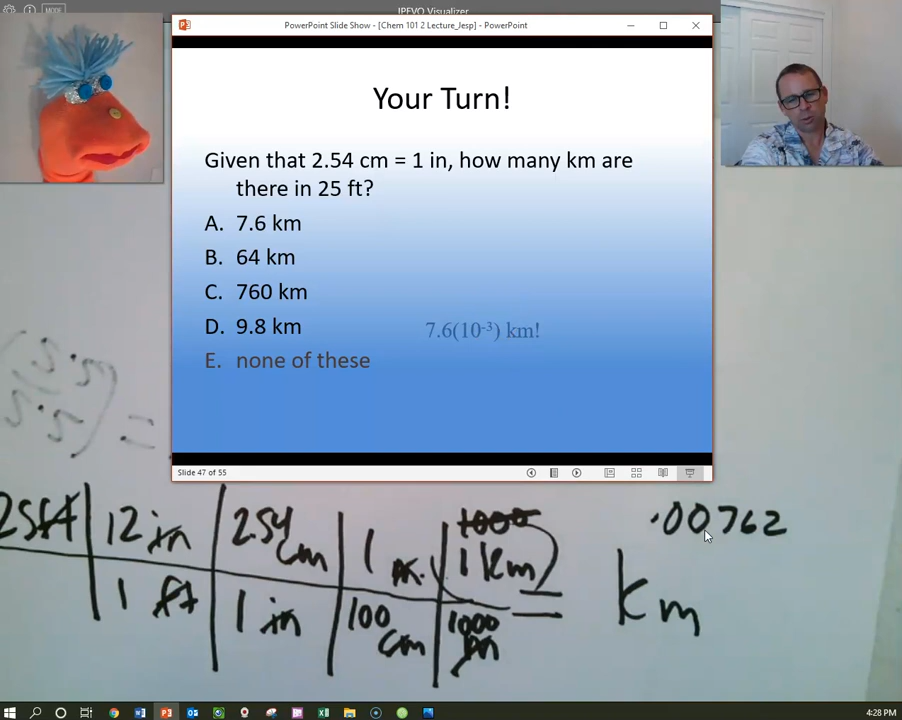 IPEVO Visualizer
MODE
PowerPoint Slide Show - [Chem 101 2 Lecture_Jesp] - PowerPoint
Your Turn!
Given that 2.54 cm = 1 in, how many km are
there in 25 ft?
A. 7.6 km
B. 64 km
C. 760 km
D. 9.8 km
7.6(10⁻³) km!
E. none of these
Slide 47 of 55
25ft 12 in 2.54 cm 1 m 1000 1 km = .00762 km
1 ft 1 in 100 cm 1000 m
4:28 PM